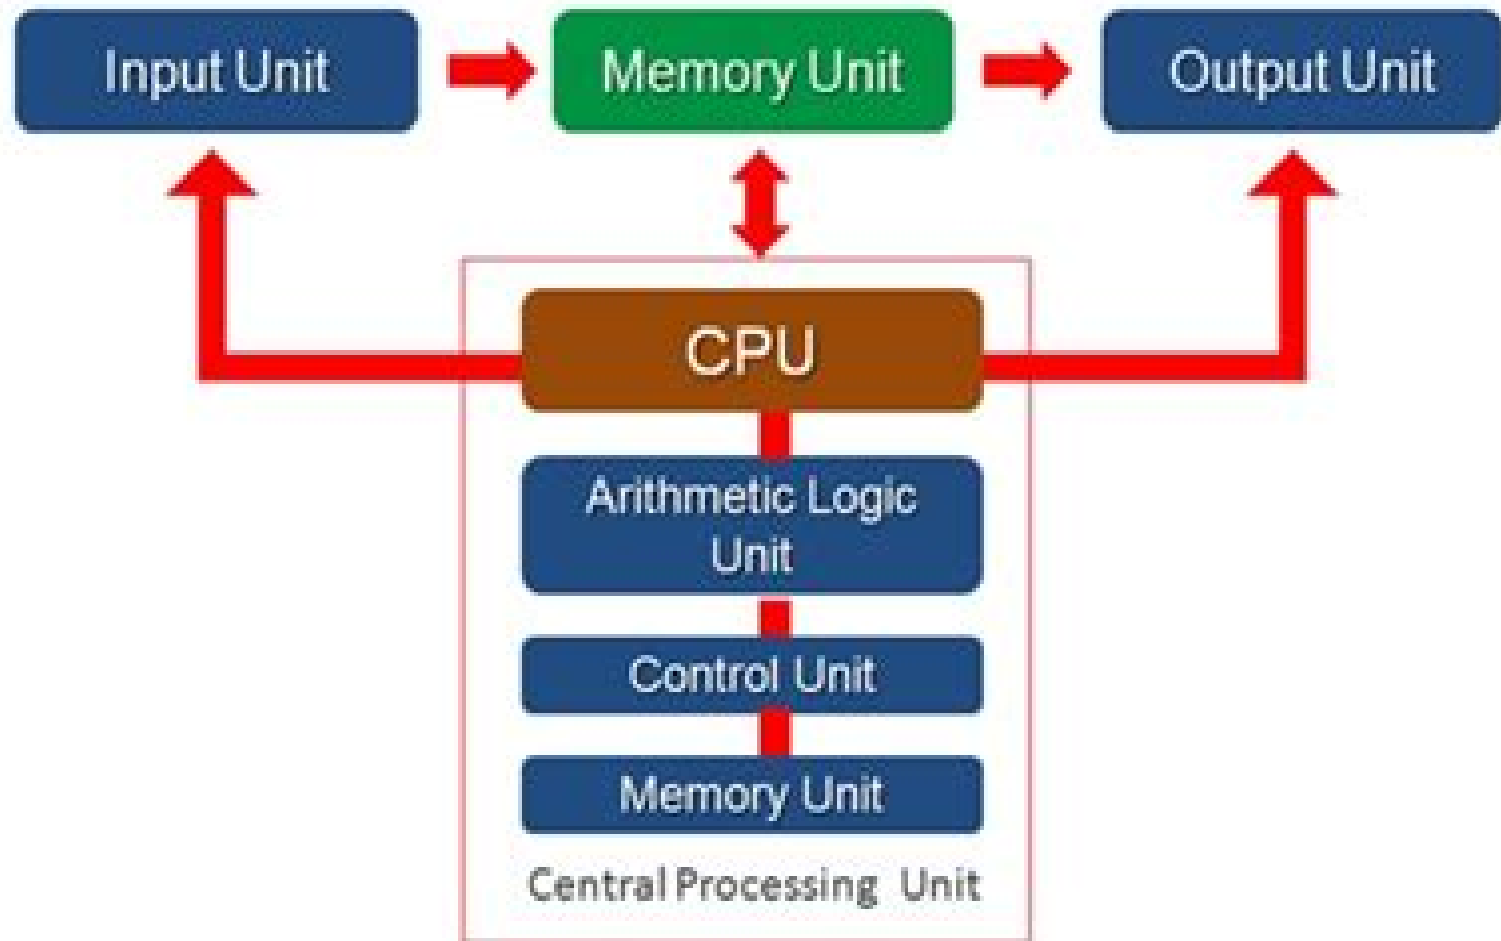 Input Unit
Memory Unit
Output Unit
CPU
Arithmetic Logic
Unit
Control Unit
Memory Unit
Central Processing Unit